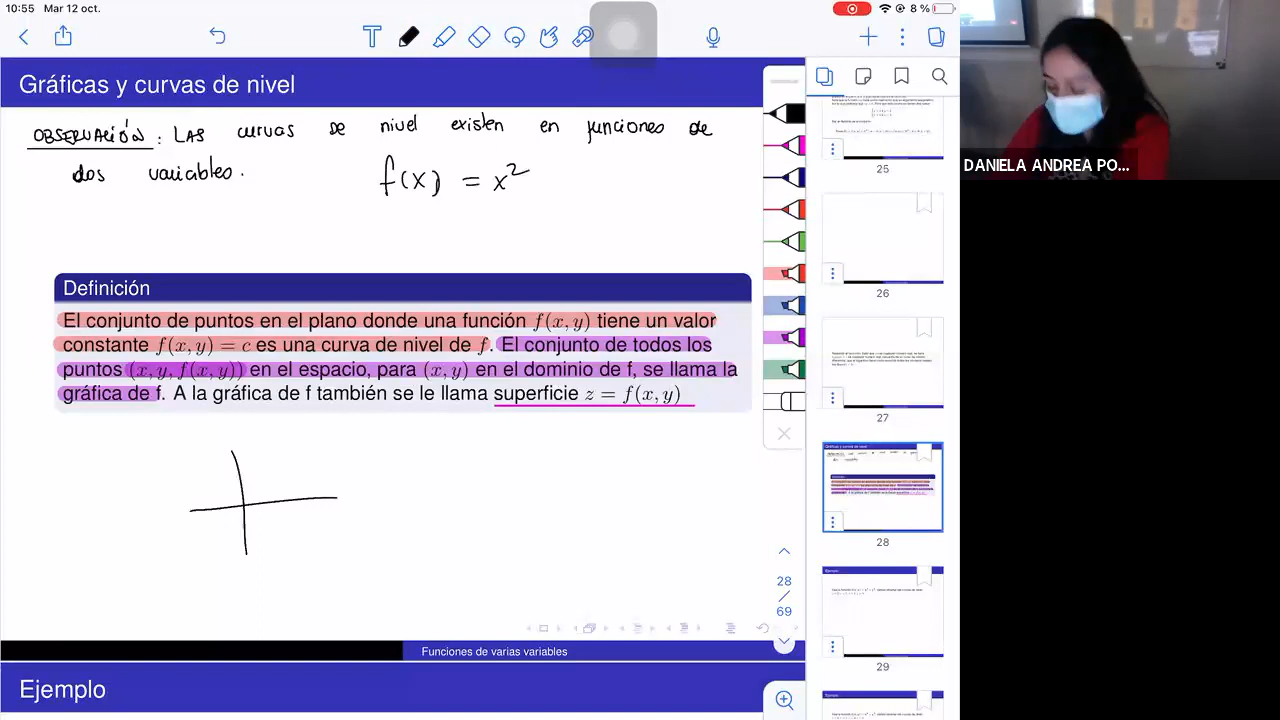 10:55 Mar 12 oct.
8 %
Gráficas y curvas de nivel
OBSERVACIÓN: LAS curvas de nivel existen en funciones de
dos variables.
f(x) = x²
Definición
El conjunto de puntos en el plano donde una función f(x, y) tiene un valor
constante f(x, y) = c es una curva de nivel de f. El conjunto de todos los
puntos (x, y, f(x, y)) en el espacio, para (x, y) en el dominio de f, se llama la
gráfica de f. A la gráfica de f también se le llama superficie z = f(x, y)
28
/
69
Funciones de varias variables
Ejemplo
25
26
27
28
29
DANIELA ANDREA PO...